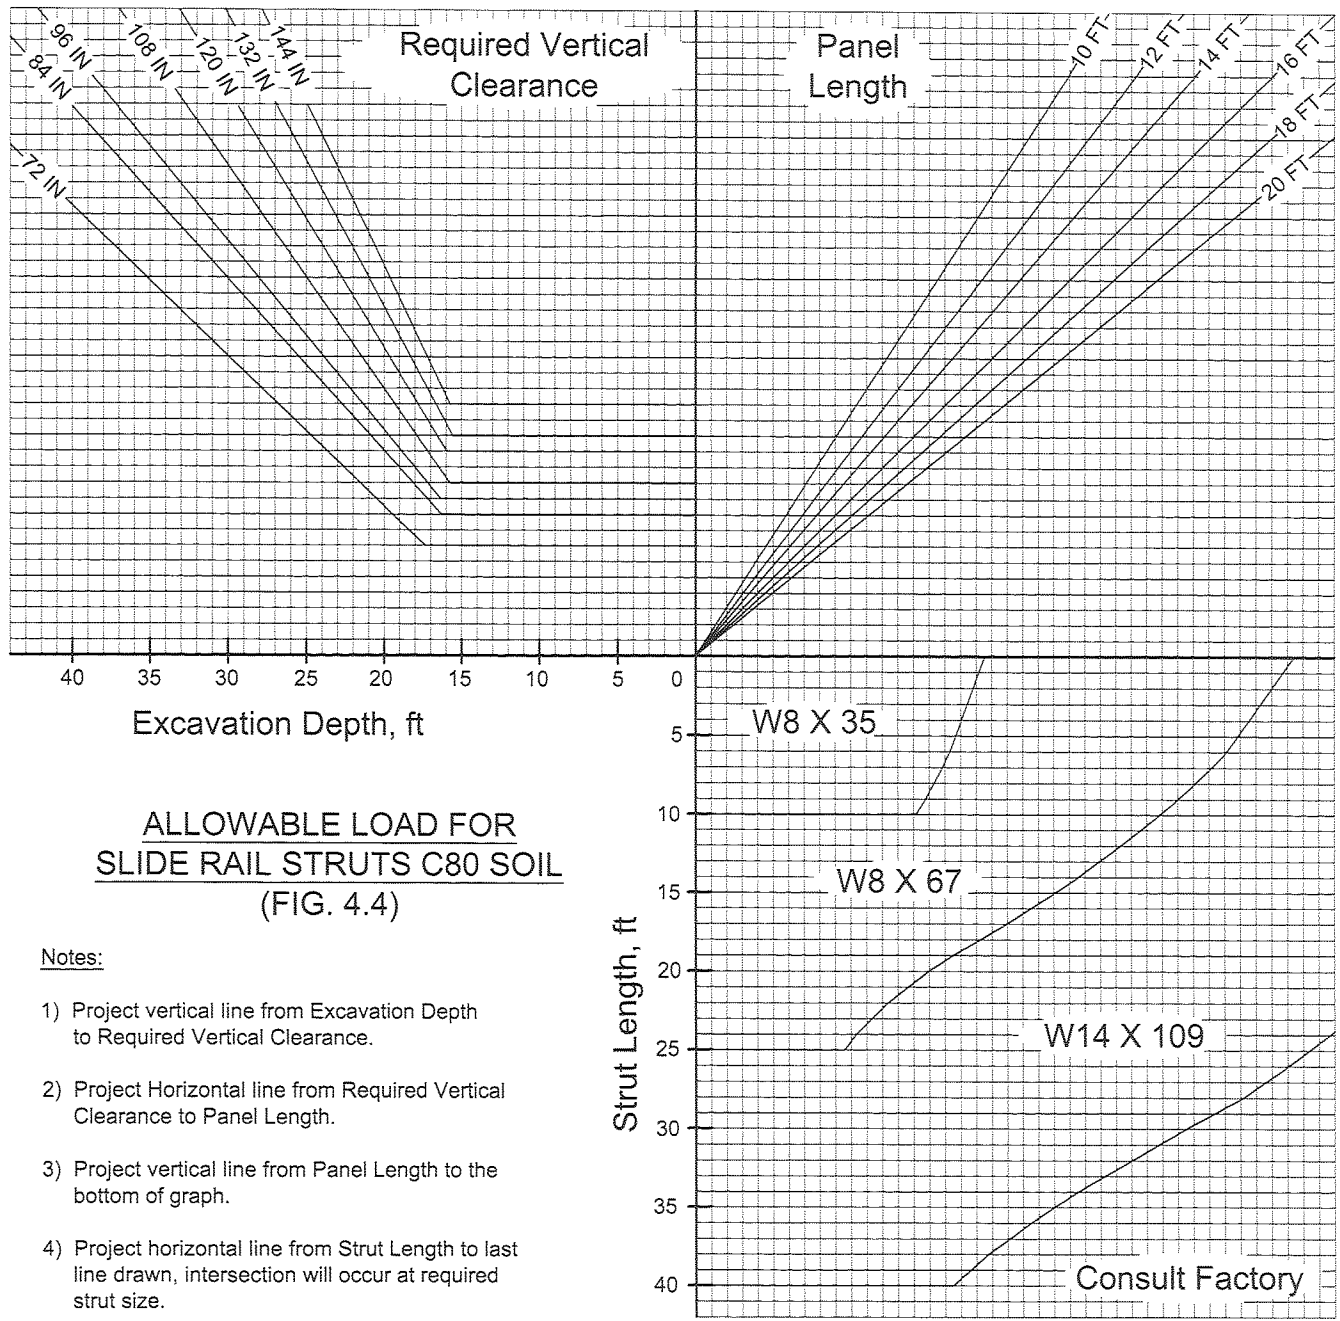 Required Vertical
Clearance
Panel
Length
72 IN
84 IN
96 IN
108 IN
120 IN
132 IN
144 IN
10 FT
12 FT
14 FT
16 FT
18 FT
20 FT
40 35 30 25 20 15 10 5 0
Excavation Depth, ft
ALLOWABLE LOAD FOR
SLIDE RAIL STRUTS C80 SOIL
(FIG. 4.4)
Notes:
1) Project vertical line from Excavation Depth
to Required Vertical Clearance.
2) Project Horizontal line from Required Vertical
Clearance to Panel Length.
3) Project vertical line from Panel Length to the
bottom of graph.
4) Project horizontal line from Strut Length to last
line drawn, intersection will occur at required
strut size.
Strut Length, ft
5
10
15
20
25
30
35
40
W8 X 35
W8 X 67
W14 X 109
Consult Factory